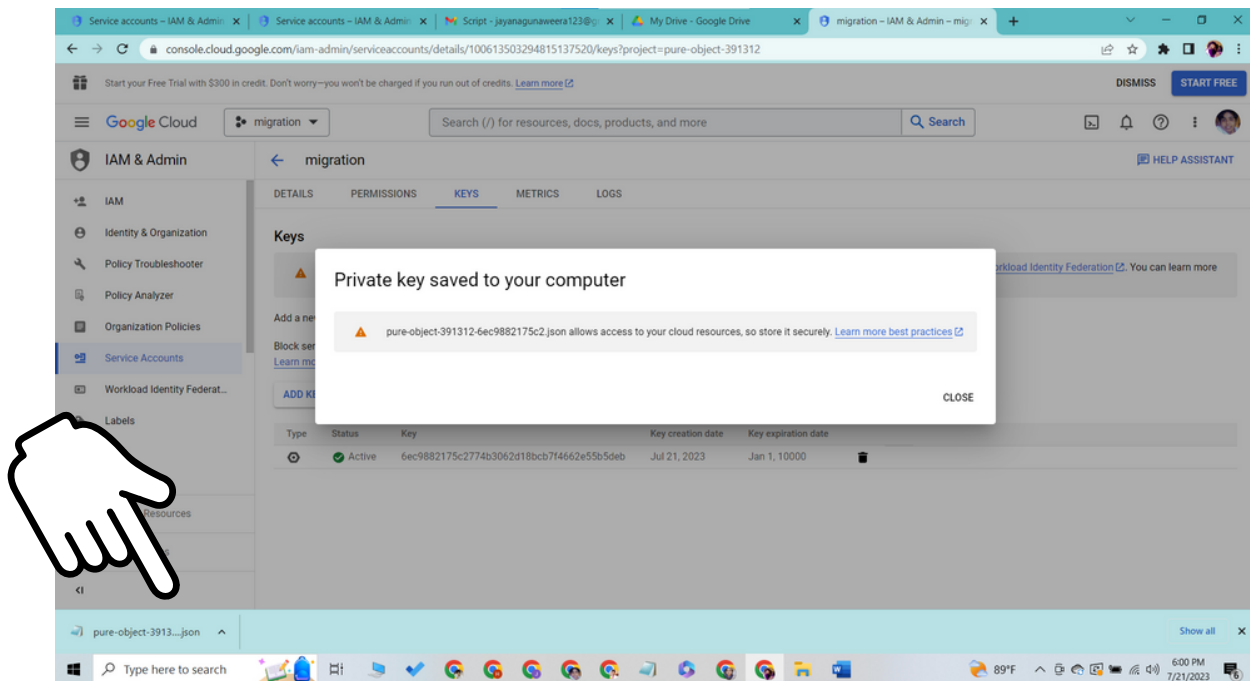 Service accounts – IAM & Admin
Service accounts – IAM & Admin
Script - jayanagunaweera123@g
My Drive - Google Drive
migration – IAM & Admin – migr
console.cloud.google.com/iam-admin/serviceaccounts/details/100613503294815137520/keys?project=pure-object-391312
Start your Free Trial with $300 in credit. Don't worry—you won't be charged if you run out of credits. Learn more
DISMISS
START FREE
Google Cloud
migration
Search (/) for resources, docs, products, and more
Search
IAM & Admin
migration
HELP ASSISTANT
DETAILS PERMISSIONS KEYS METRICS LOGS
IAM
Identity & Organization
Policy Troubleshooter
Policy Analyzer
Organization Policies
Service Accounts
Workload Identity Federat...
Labels
Resources
Keys
orkload Identity Federation. You can learn more
Add a ne
Block ser
Learn mo
ADD KE
Private key saved to your computer
pure-object-391312-6ec9882175c2.json allows access to your cloud resources, so store it securely. Learn more best practices
CLOSE
Type Status Key Key creation date Key expiration date
Active 6ec9882175c2774b3062d18bcb7f4662e55b5deb Jul 21, 2023 Jan 1, 10000
pure-object-3913....json
Show all
Type here to search
89°F
6:00 PM
7/21/2023
6